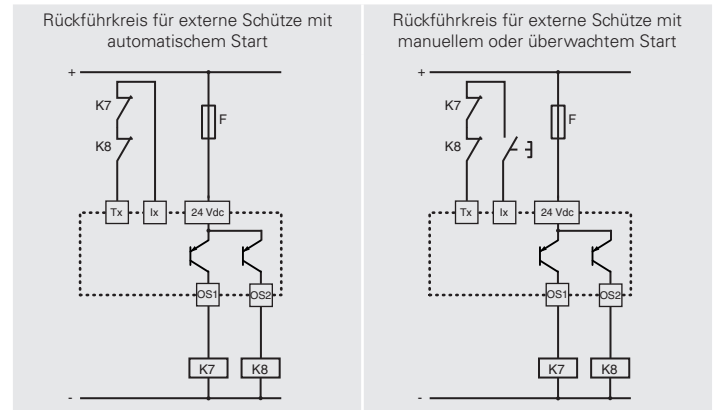 Rückführkreis für externe Schütze mit
automatischem Start
+
K7
K8
F
Tx
Ix
24 Vdc
OS1
OS2
K7
K8
-
Rückführkreis für externe Schütze mit
manuellem oder überwachtem Start
+
K7
K8
F
Tx
Ix
24 Vdc
OS1
OS2
K7
K8
-